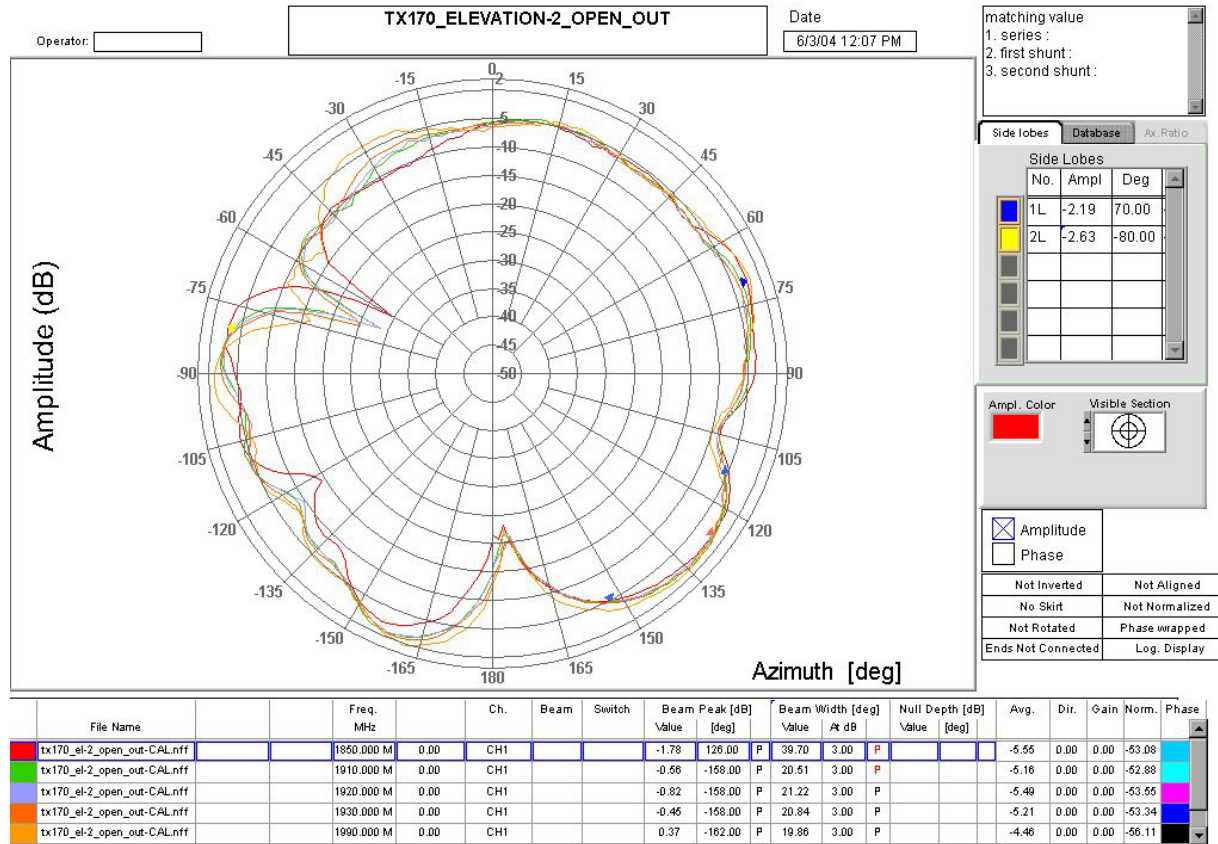 TX170_ELEVATION-2_OPEN_OUT
Operator:
Date
6/3/04 12:07 PM
matching value
1. series :
2. first shunt :
3. second shunt :
Side lobes Database Ax.Ratio
Side Lobes
No. Ampl Deg
1L -2.19 70.00
2L -2.63 -80.00
Ampl. Color Visible Section
Amplitude
Phase
Not Inverted Not Aligned
No Skirt Not Normalized
Not Rotated Phase wrapped
Ends Not Connected Log. Display
Amplitude (dB)
Azimuth [deg]
0
2
-5
-10
-15
-20
-25
-30
-35
-40
-45
-50
15
30
45
60
75
90
105
120
135
150
165
180
-165
-150
-135
-120
-105
-90
-75
-60
-45
-30
-15
File Name Freq. MHz Ch. Beam Switch Beam Peak [dB] Value [deg] Beam Width [deg] Value At dB Null Depth [dB] Value [deg] Avg. Dir. Gain Norm. Phase
tx170_el-2_open_out-CAL.nff 1850.000 M 0.00 CH1 -1.78 126.00 P 39.70 3.00 P -5.55 0.00 0.00 -53.08
tx170_el-2_open_out-CAL.nff 1910.000 M 0.00 CH1 -0.56 -158.00 P 20.51 3.00 P -5.16 0.00 0.00 -52.88
tx170_el-2_open_out-CAL.nff 1920.000 M 0.00 CH1 -0.82 -158.00 P 21.22 3.00 P -5.49 0.00 0.00 -53.55
tx170_el-2_open_out-CAL.nff 1930.000 M 0.00 CH1 -0.45 -158.00 P 20.84 3.00 P -5.21 0.00 0.00 -53.34
tx170_el-2_open_out-CAL.nff 1990.000 M 0.00 CH1 0.37 -162.00 P 19.86 3.00 P -4.46 0.00 0.00 -56.11